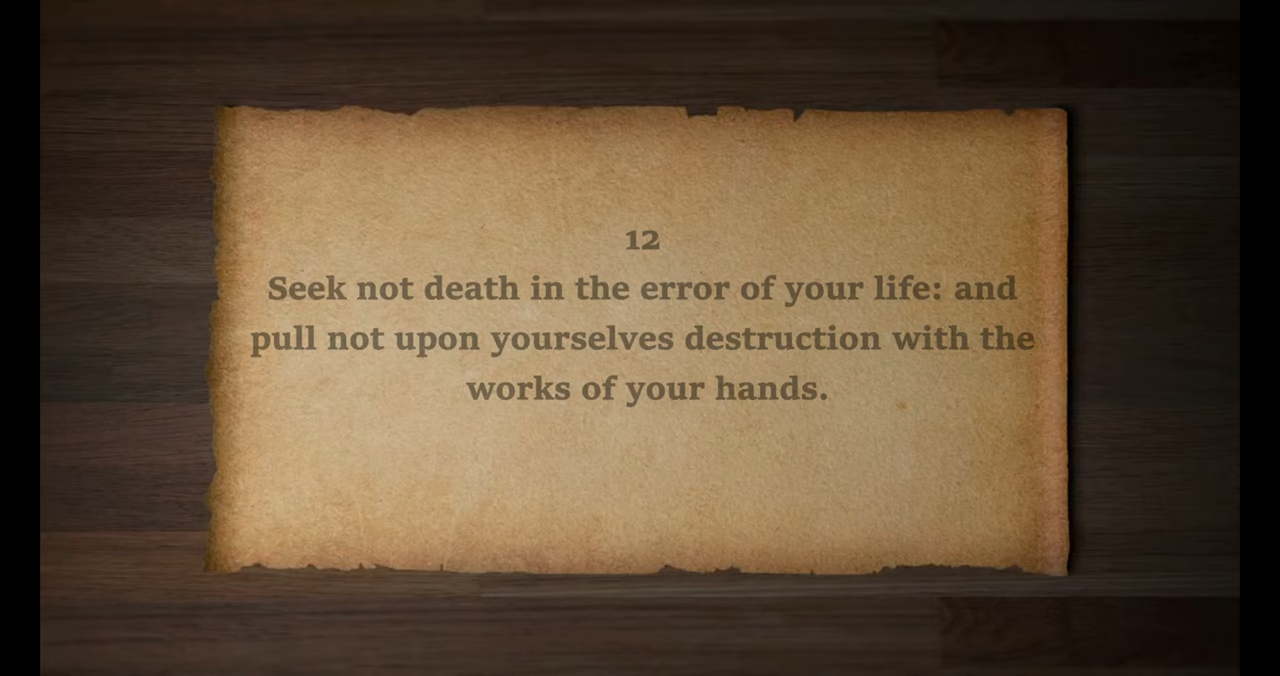 12
Seek not death in the error of your life: and
pull not upon yourselves destruction with the
works of your hands.